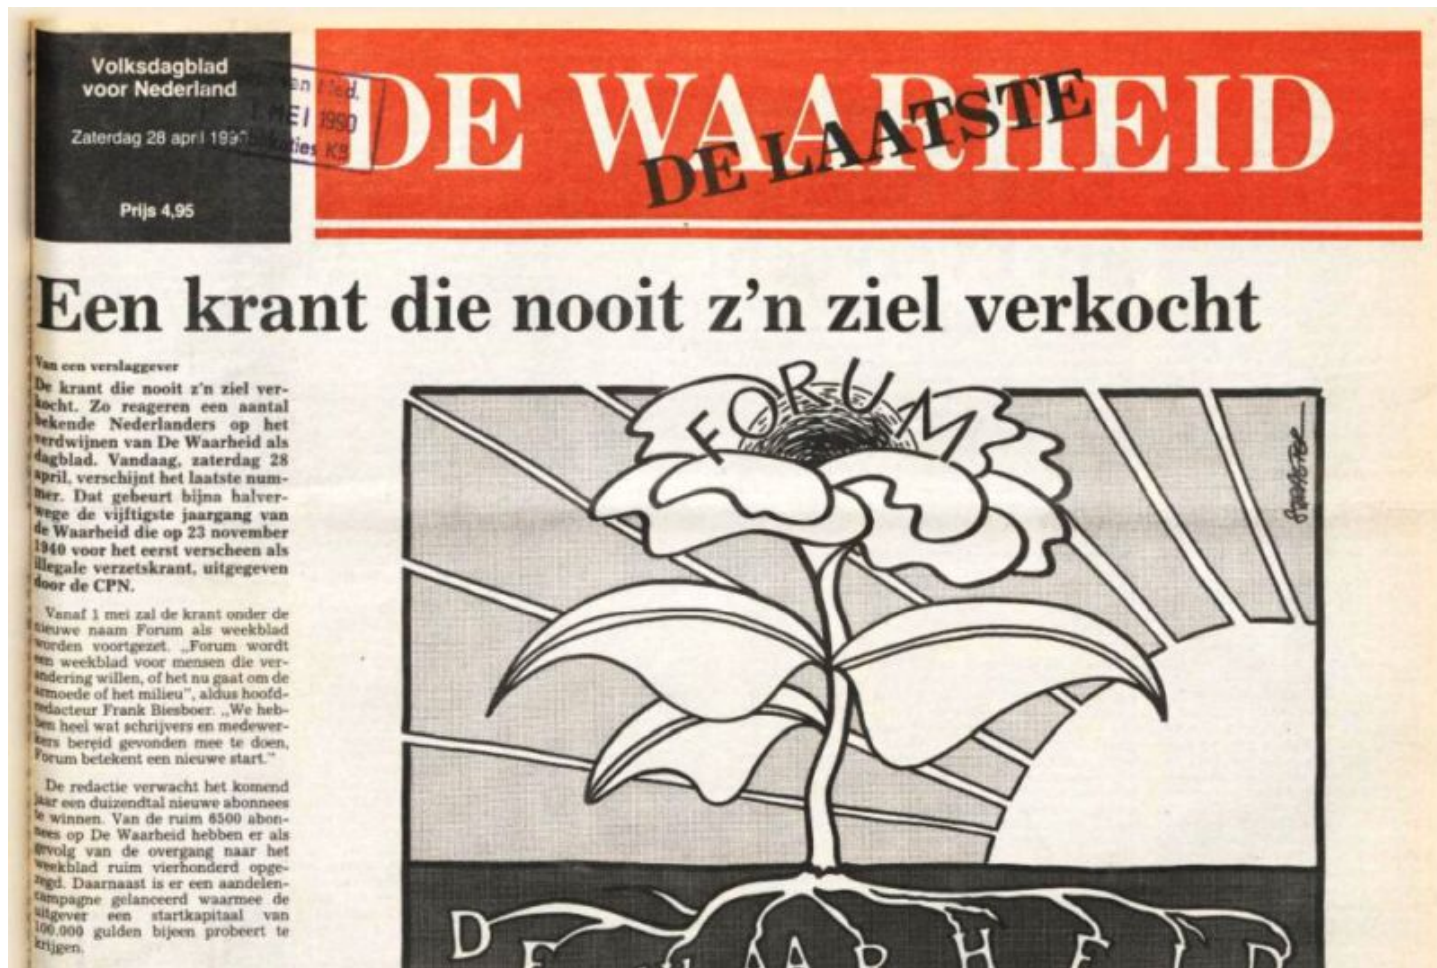 Volksdagblad
voor Nederland
Zaterdag 28 april 1990
Prijs 4,95
1 MEI 1990
DE WAARHEID
DE LAATSTE
Een krant die nooit z'n ziel verkocht
Van een verslaggever
De krant die nooit z'n ziel ver-
kocht. Zo reageren een aantal
bekende Nederlanders op het
verdwijnen van De Waarheid als
dagblad. Vandaag, zaterdag 28
april, verschijnt het laatste num-
mer. Dat gebeurt bijna halver-
wege de vijftigste jaargang van
de Waarheid die op 23 november
1940 voor het eerst verscheen als
illegale verzetskrant, uitgegeven
door de CPN.
Vanaf 1 mei zal de krant onder de
nieuwe naam Forum als weekblad
worden voortgezet. „Forum wordt
een weekblad voor mensen die ver-
andering willen, of het nu gaat om de
armoede of het milieu”, aldus hoofd-
redacteur Frank Biesboer. „We heb-
ben heel wat schrijvers en medewer-
kers bereid gevonden mee te doen,
Forum betekent een nieuwe start.”
De redactie verwacht het komend
jaar een duizendtal nieuwe abonnees
te winnen. Van de ruim 6500 abon-
nees op De Waarheid hebben er als
gevolg van de overgang naar het
weekblad ruim vierhonderd opge-
zegd. Daarnaast is er een aandelen-
campagne gelanceerd waarmee de
uitgever een startkapitaal van
100.000 gulden bijeen probeert te
krijgen.
FORUM
DE WAARHEID